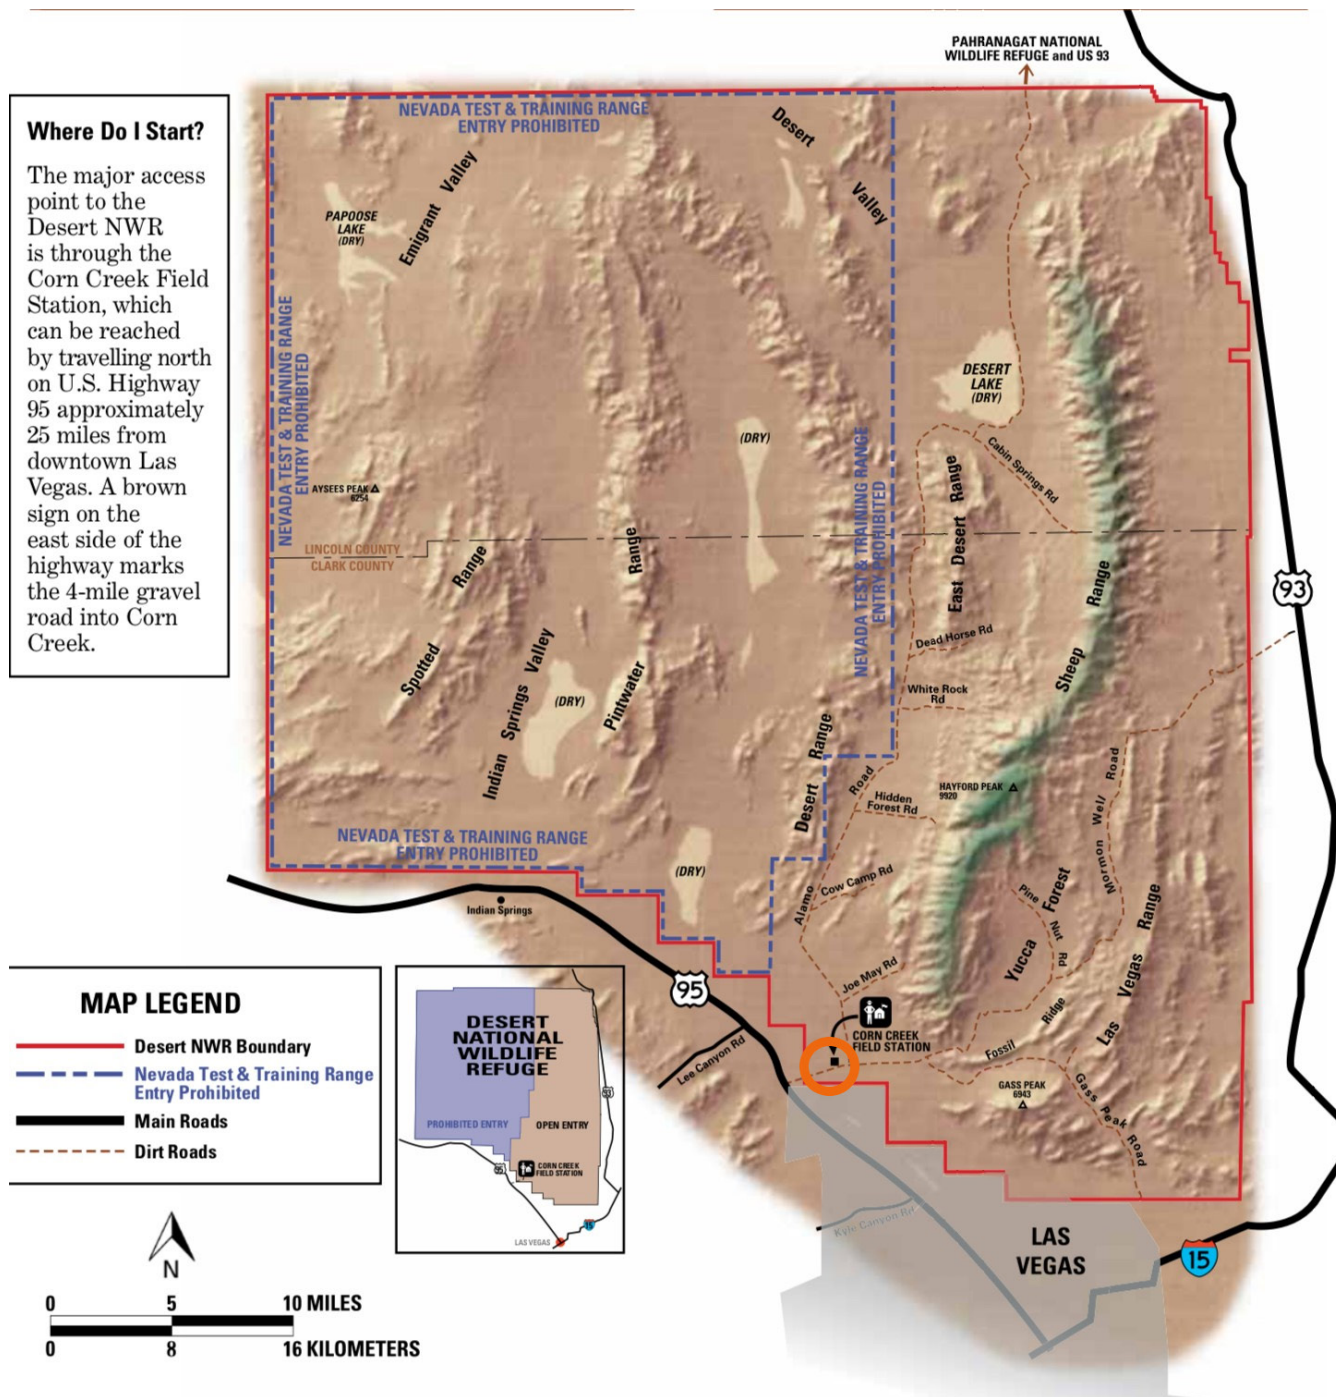 PAHRANAGAT NATIONAL
WILDLIFE REFUGE and US 93
Where Do I Start?
The major access
point to the
Desert NWR
is through the
Corn Creek Field
Station, which
can be reached
by travelling north
on U.S. Highway
95 approximately
25 miles from
downtown Las
Vegas. A brown
sign on the
east side of the
highway marks
the 4-mile gravel
road into Corn
Creek.
NEVADA TEST & TRAINING RANGE
ENTRY PROHIBITED
Desert
Valley
Emigrant Valley
PAPOOSE
LAKE
(DRY)
NEVADA TEST & TRAINING RANGE
ENTRY PROHIBITED
DESERT
LAKE
(DRY)
(DRY)
Cabin Springs Rd
AYSEES PEAK
6254
NEVADA TEST & TRAINING RANGE
ENTRY PROHIBITED
East Desert Range
LINCOLN COUNTY
CLARK COUNTY
Spotted Range
Pintwater Range
Sheep Range
93
Dead Horse Rd
Indian Springs Valley
(DRY)
White Rock
Rd
Desert Range
HAYFORD PEAK
9920
Hidden
Forest Rd
Alamo Road
Mormon Well Road
NEVADA TEST & TRAINING RANGE
ENTRY PROHIBITED
(DRY)
Cow Camp Rd
Pine Nut Rd
Yucca Forest
Las Vegas Range
Indian Springs
95
Joe May Rd
Fossil Ridge
CORN CREEK
FIELD STATION
Lee Canyon Rd
GASS PEAK
6943
Gass Peak Road
Kyle Canyon Rd
LAS
VEGAS
15
MAP LEGEND
Desert NWR Boundary
Nevada Test & Training Range
Entry Prohibited
Main Roads
Dirt Roads
DESERT
NATIONAL
WILDLIFE
REFUGE
93
PROHIBITED ENTRY
OPEN ENTRY
95
CORN CREEK
FIELD STATION
15
LAS VEGAS
N
0 5 10 MILES
0 8 16 KILOMETERS